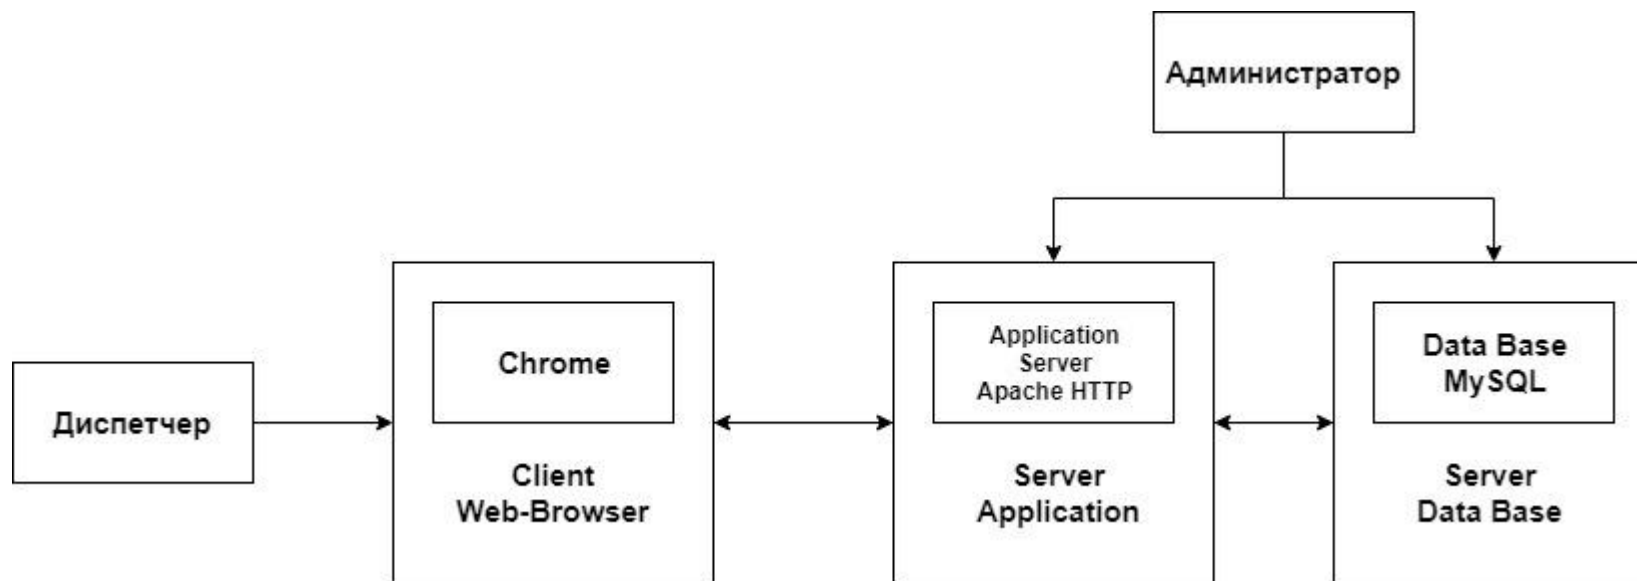 Администратор
Chrome
Application
Server
Apache HTTP
Data Base
MySQL
Диспетчер
Client
Web-Browser
Server
Application
Server
Data Base